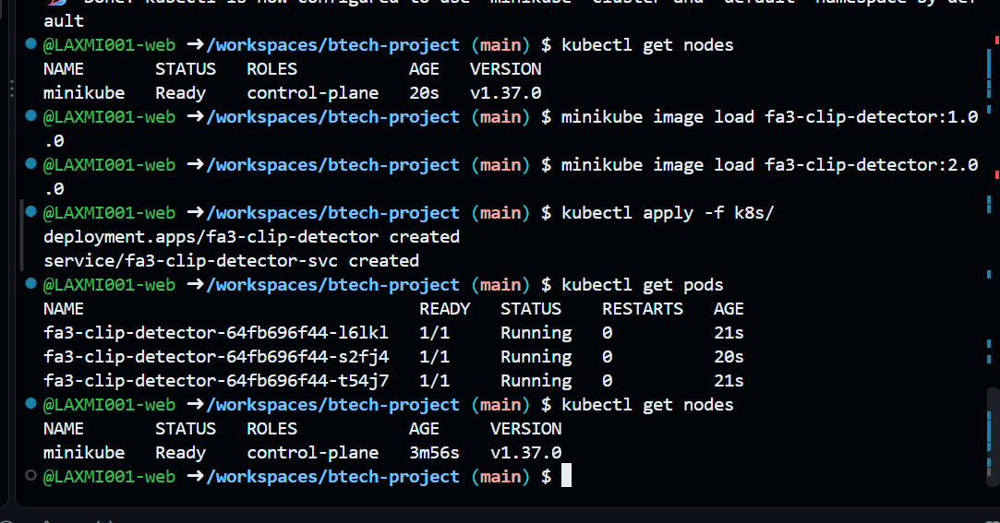 Done! kubectl is now configured to use "minikube" cluster and "default" namespace by def
ault
@LAXMI001-web ➜/workspaces/btech-project (main) $ kubectl get nodes
NAME STATUS ROLES AGE VERSION
minikube Ready control-plane 20s v1.37.0
@LAXMI001-web ➜/workspaces/btech-project (main) $ minikube image load fa3-clip-detector:1.0
.0
@LAXMI001-web ➜/workspaces/btech-project (main) $ minikube image load fa3-clip-detector:2.0
.0
@LAXMI001-web ➜/workspaces/btech-project (main) $ kubectl apply -f k8s/
deployment.apps/fa3-clip-detector created
service/fa3-clip-detector-svc created
@LAXMI001-web ➜/workspaces/btech-project (main) $ kubectl get pods
NAME READY STATUS RESTARTS AGE
fa3-clip-detector-64fb696f44-l6lkl 1/1 Running 0 21s
fa3-clip-detector-64fb696f44-s2fj4 1/1 Running 0 20s
fa3-clip-detector-64fb696f44-t54j7 1/1 Running 0 21s
@LAXMI001-web ➜/workspaces/btech-project (main) $ kubectl get nodes
NAME STATUS ROLES AGE VERSION
minikube Ready control-plane 3m56s v1.37.0
@LAXMI001-web ➜/workspaces/btech-project (main) $